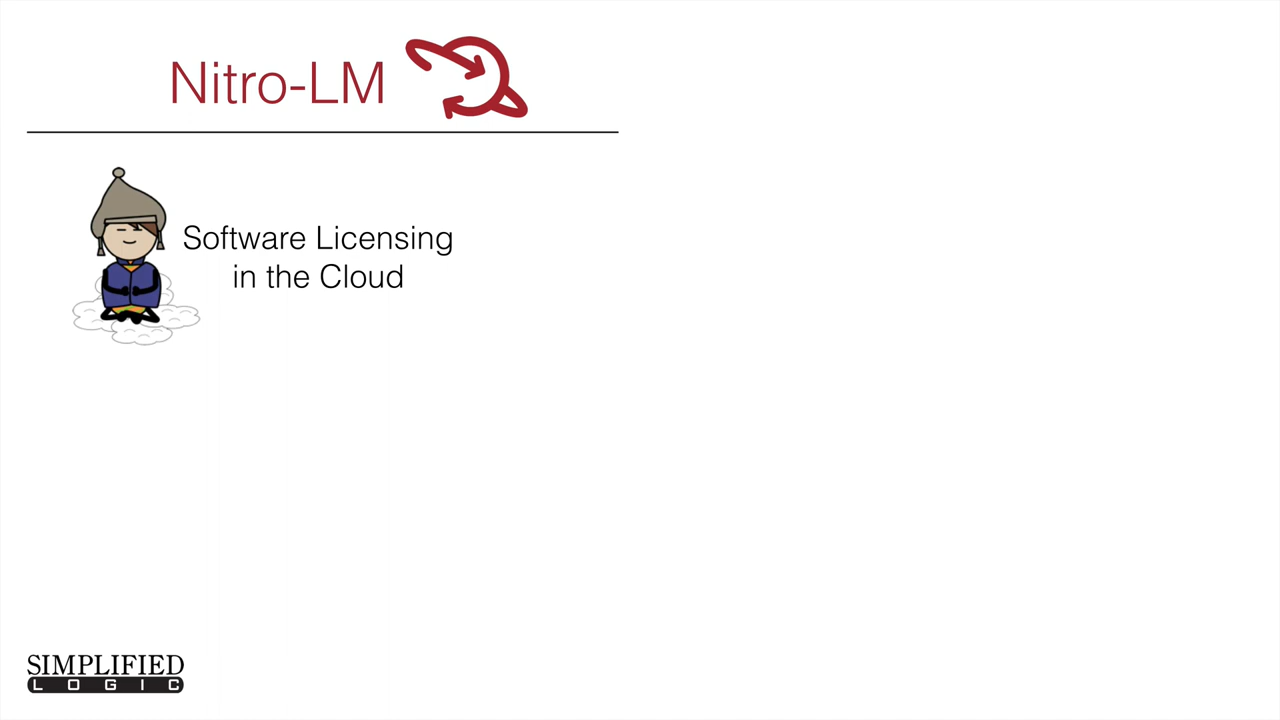 Nitro-LM
Software Licensing
in the Cloud
SIMPLIFIED
LOGIC